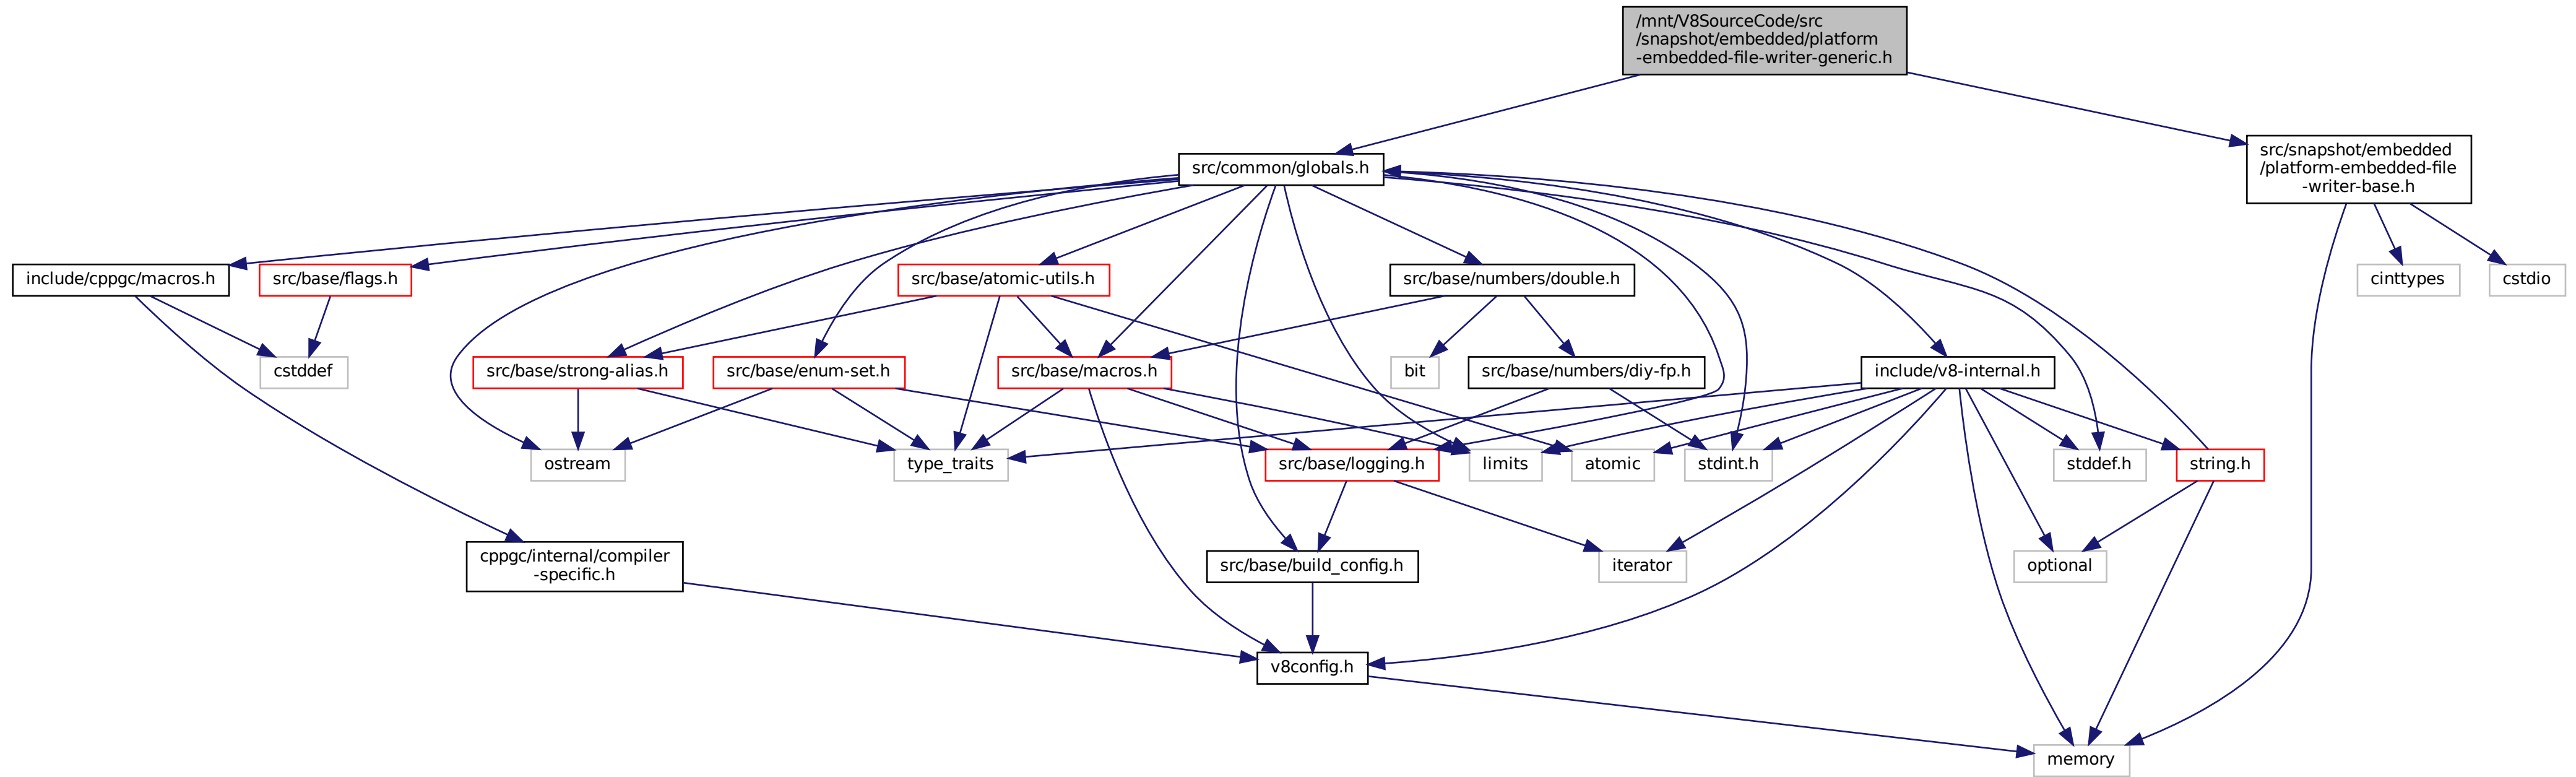 /mnt/V8SourceCode/src
/snapshot/embedded/platform
-embedded-file-writer-generic.h
src/common/globals.h
src/snapshot/embedded
/platform-embedded-file
-writer-base.h
include/cppgc/macros.h
src/base/flags.h
src/base/atomic-utils.h
src/base/numbers/double.h
cinttypes
cstdio
cstddef
src/base/strong-alias.h
src/base/enum-set.h
src/base/macros.h
bit
src/base/numbers/diy-fp.h
include/v8-internal.h
ostream
type_traits
src/base/logging.h
limits
atomic
stdint.h
stddef.h
string.h
cppgc/internal/compiler
-specific.h
src/base/build_config.h
iterator
optional
v8config.h
memory